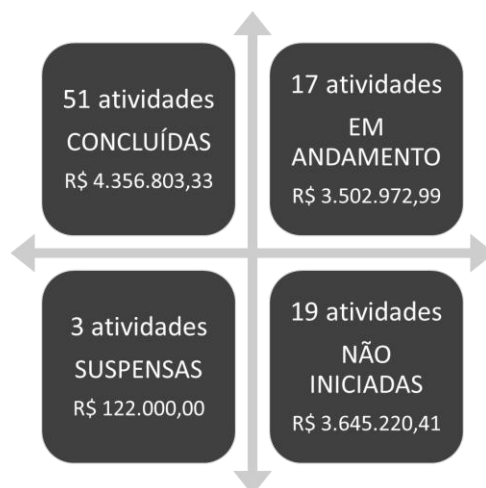 51 atividades
CONCLUÍDAS
R$ 4.356.803,33
17 atividades
EM
ANDAMENTO
R$ 3.502.972,99
3 atividades
SUSPENSAS
R$ 122.000,00
19 atividades
NÃO
INICIADAS
R$ 3.645.220,41